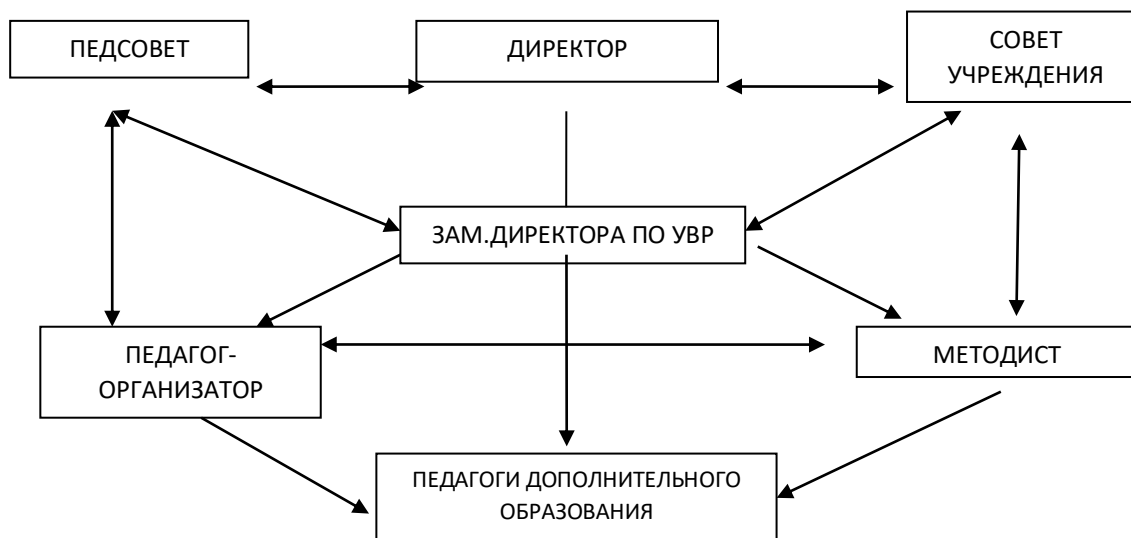 ПЕДСОВЕТ
ДИРЕКТОР
СОВЕТ
УЧРЕЖДЕНИЯ
ЗАМ.ДИРЕКТОРА ПО УВР
ПЕДАГОГ-
ОРГАНИЗАТОР
МЕТОДИСТ
ПЕДАГОГИ ДОПОЛНИТЕЛЬНОГО
ОБРАЗОВАНИЯ